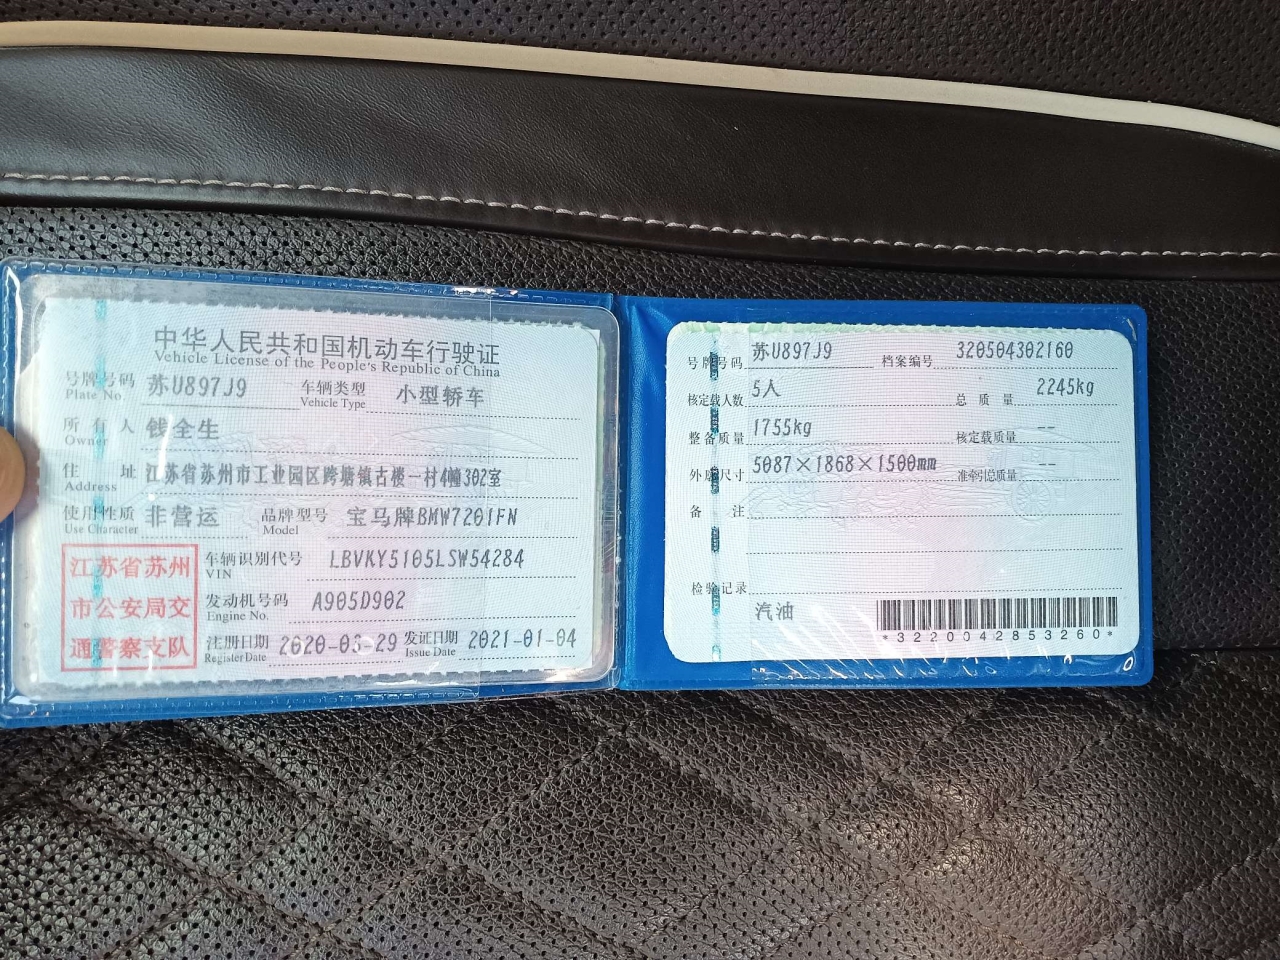 中华人民共和国机动车行驶证
Vehicle License of the People's Republic of China
号牌号码 苏U897J9 车辆类型 小型轿车
Plate No. Vehicle Type
所有人 钱全生
Owner
住址 江苏省苏州市工业园区跨塘镇古楼一村4幢302室
Address
使用性质 非营运 品牌型号 宝马牌BMW7201FN
Use Character Model
江苏省苏州
市公安局交
通警察支队
车辆识别代号 LBVKY5105LSW54284
VIN
发动机号码 A905D902
Engine No.
注册日期 2020-03-29 发证日期 2021-01-04
Register Date Issue Date
号牌号码 苏U897J9 档案编号 320504302160
核定载人数 5人 总质量 2245kg
整备质量 1755kg 核定载质量 --
外廓尺寸 5087×1868×1500mm 准牵引总质量 --
备注
检验记录
汽油
*3220042853260*